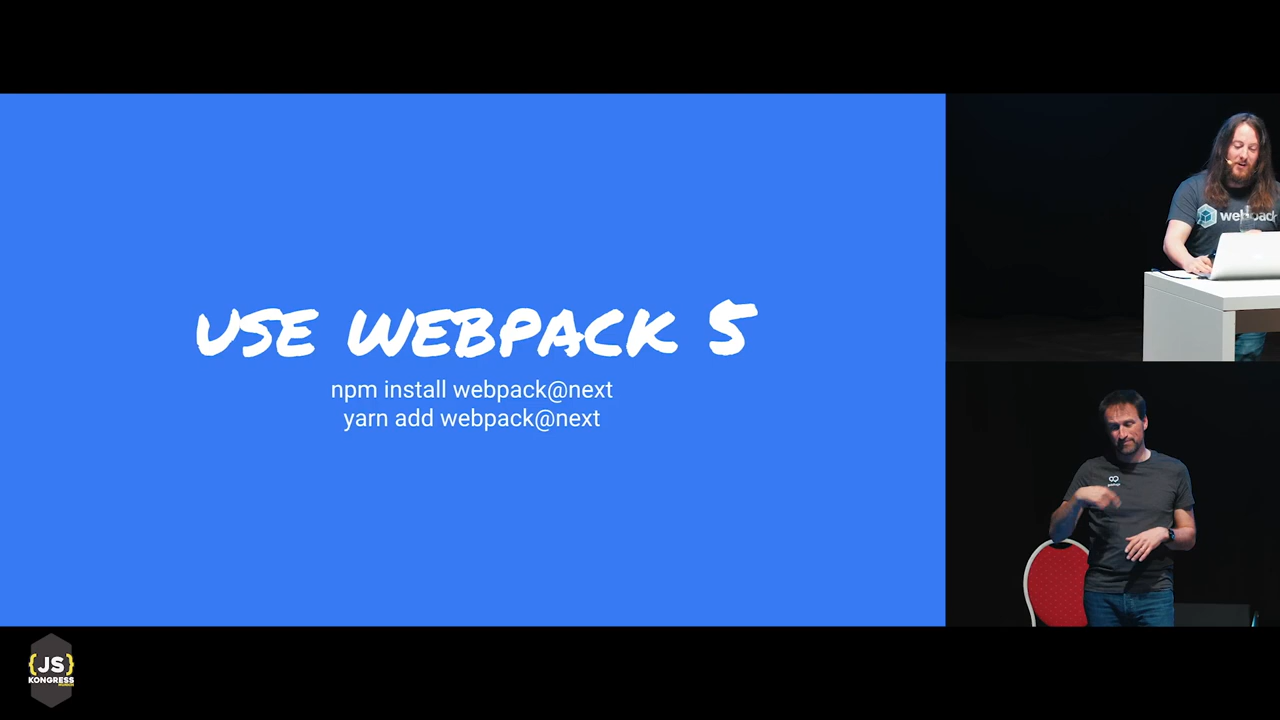 USE WEBPACK 5
npm install webpack@next
yarn add webpack@next
webpack
{JS}
KONGRESS